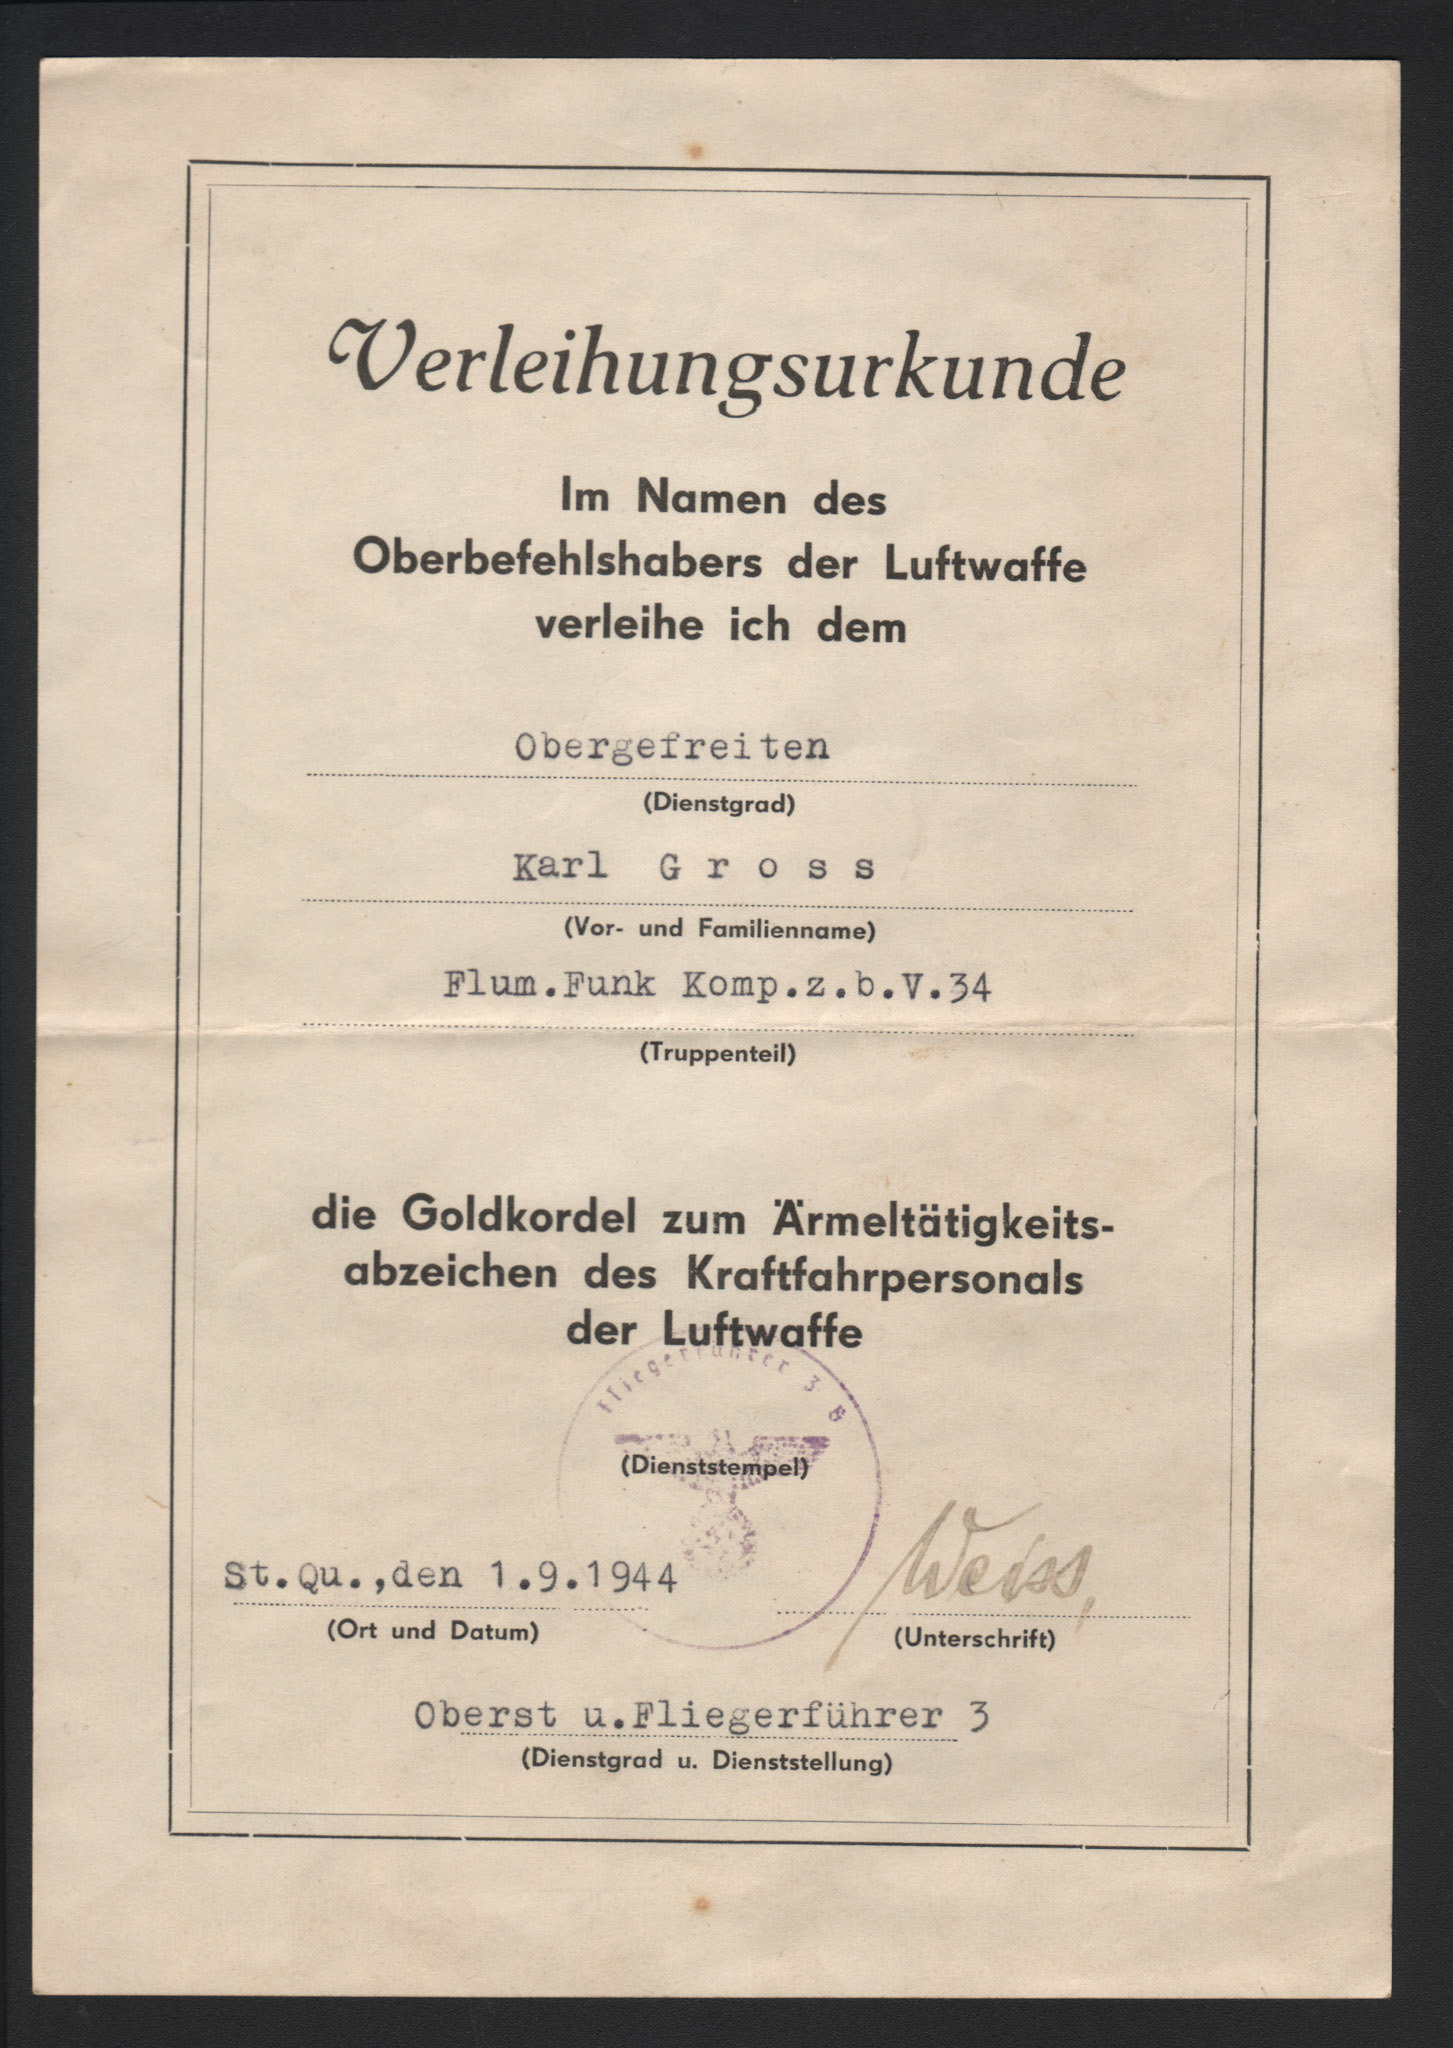 Verleihungsurkunde
Im Namen des
Oberbefehlshabers der Luftwaffe
verleihe ich dem
Obergefreiten
(Dienstgrad)
Karl G r o s s
(Vor- und Familienname)
Flum.Funk Komp.z.b.V.34
(Truppenteil)
die Goldkordel zum Ärmeltätigkeits-
abzeichen des Kraftfahrpersonals
der Luftwaffe
Fliegerführer 3
(Dienststempel)
St.Qu.,den 1.9.1944
(Ort und Datum)
Weiss,
(Unterschrift)
Oberst u.Fliegerführer 3
(Dienstgrad u. Dienststellung)